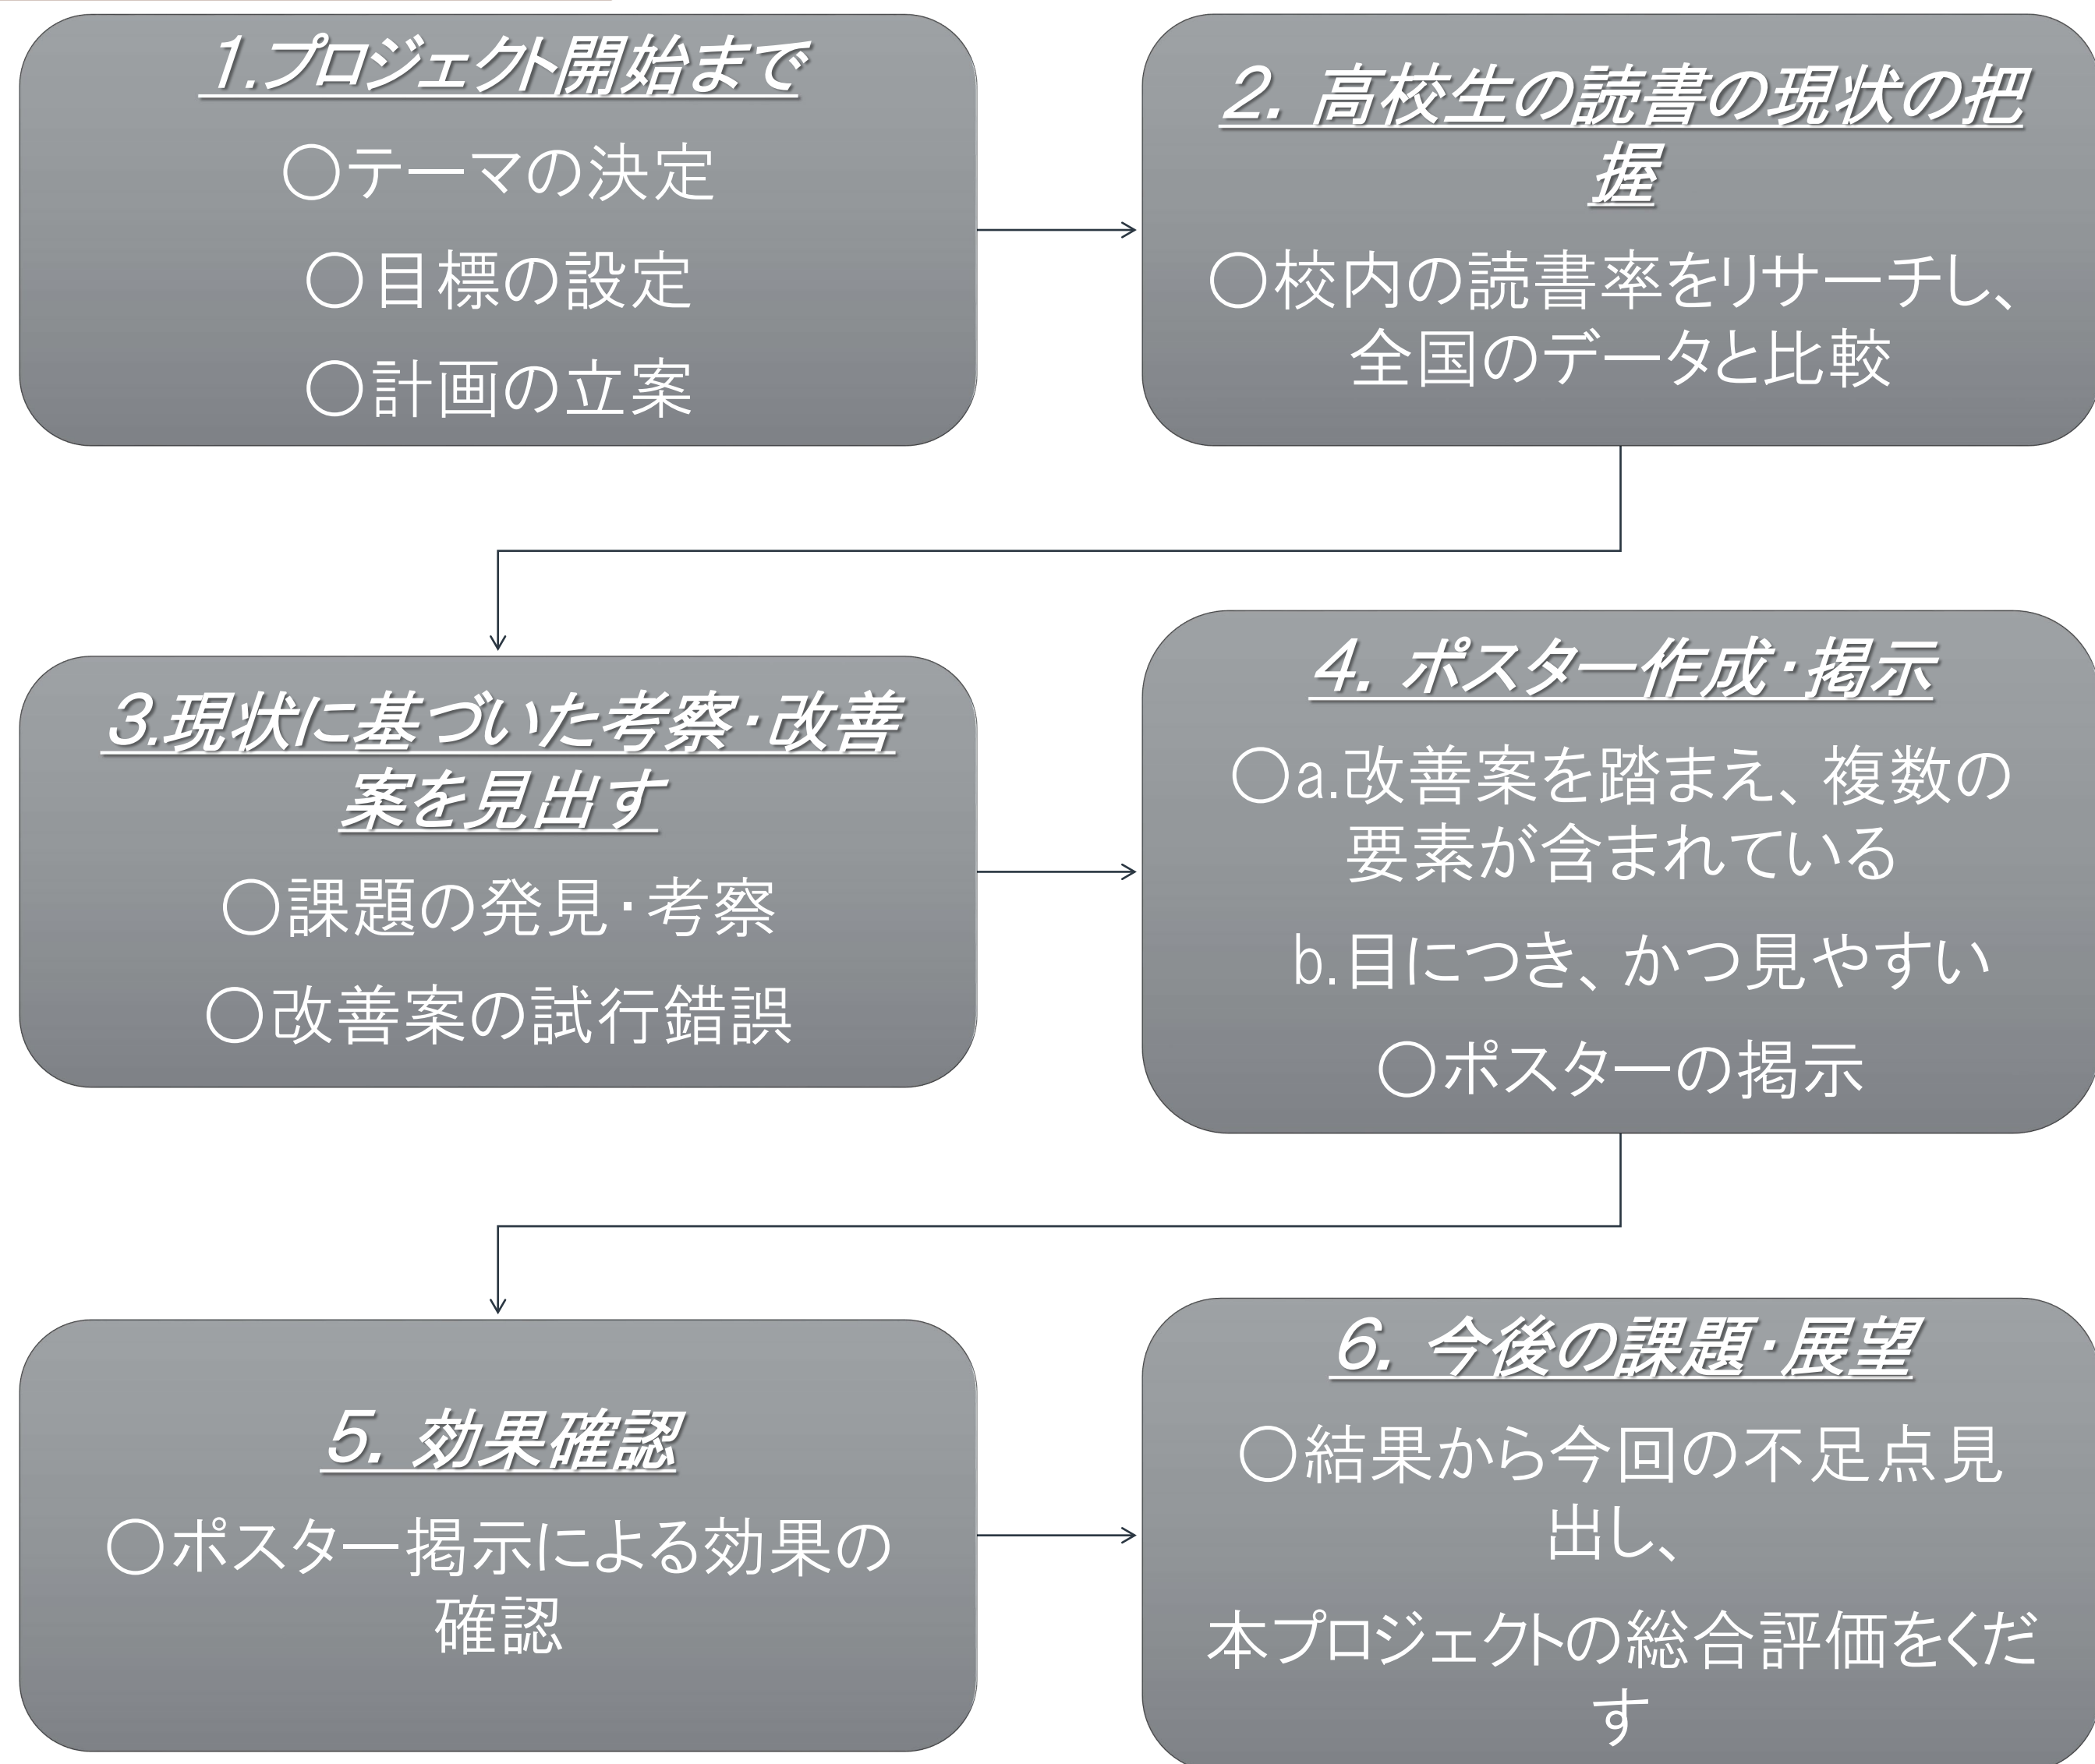 1.プロジェクト開始まで
〇テーマの決定
〇目標の設定
〇計画の立案
2. 高校生の読書の現状の把
握
〇校内の読書率をリサーチし、
全国のデータと比較
3.現状に基づいた考察・改善
案を見出す
〇課題の発見・考察
〇改善案の試行錯誤
4. ポスター作成・掲示
〇a.改善案を踏まえ、複数の
要素が含まれている
b.目につき、かつ見やすい
〇ポスターの掲示
5. 効果確認
〇ポスター掲示による効果の
確認
6. 今後の課題・展望
〇結果から今回の不足点見
出し、
本プロジェクトの総合評価をくだ
す